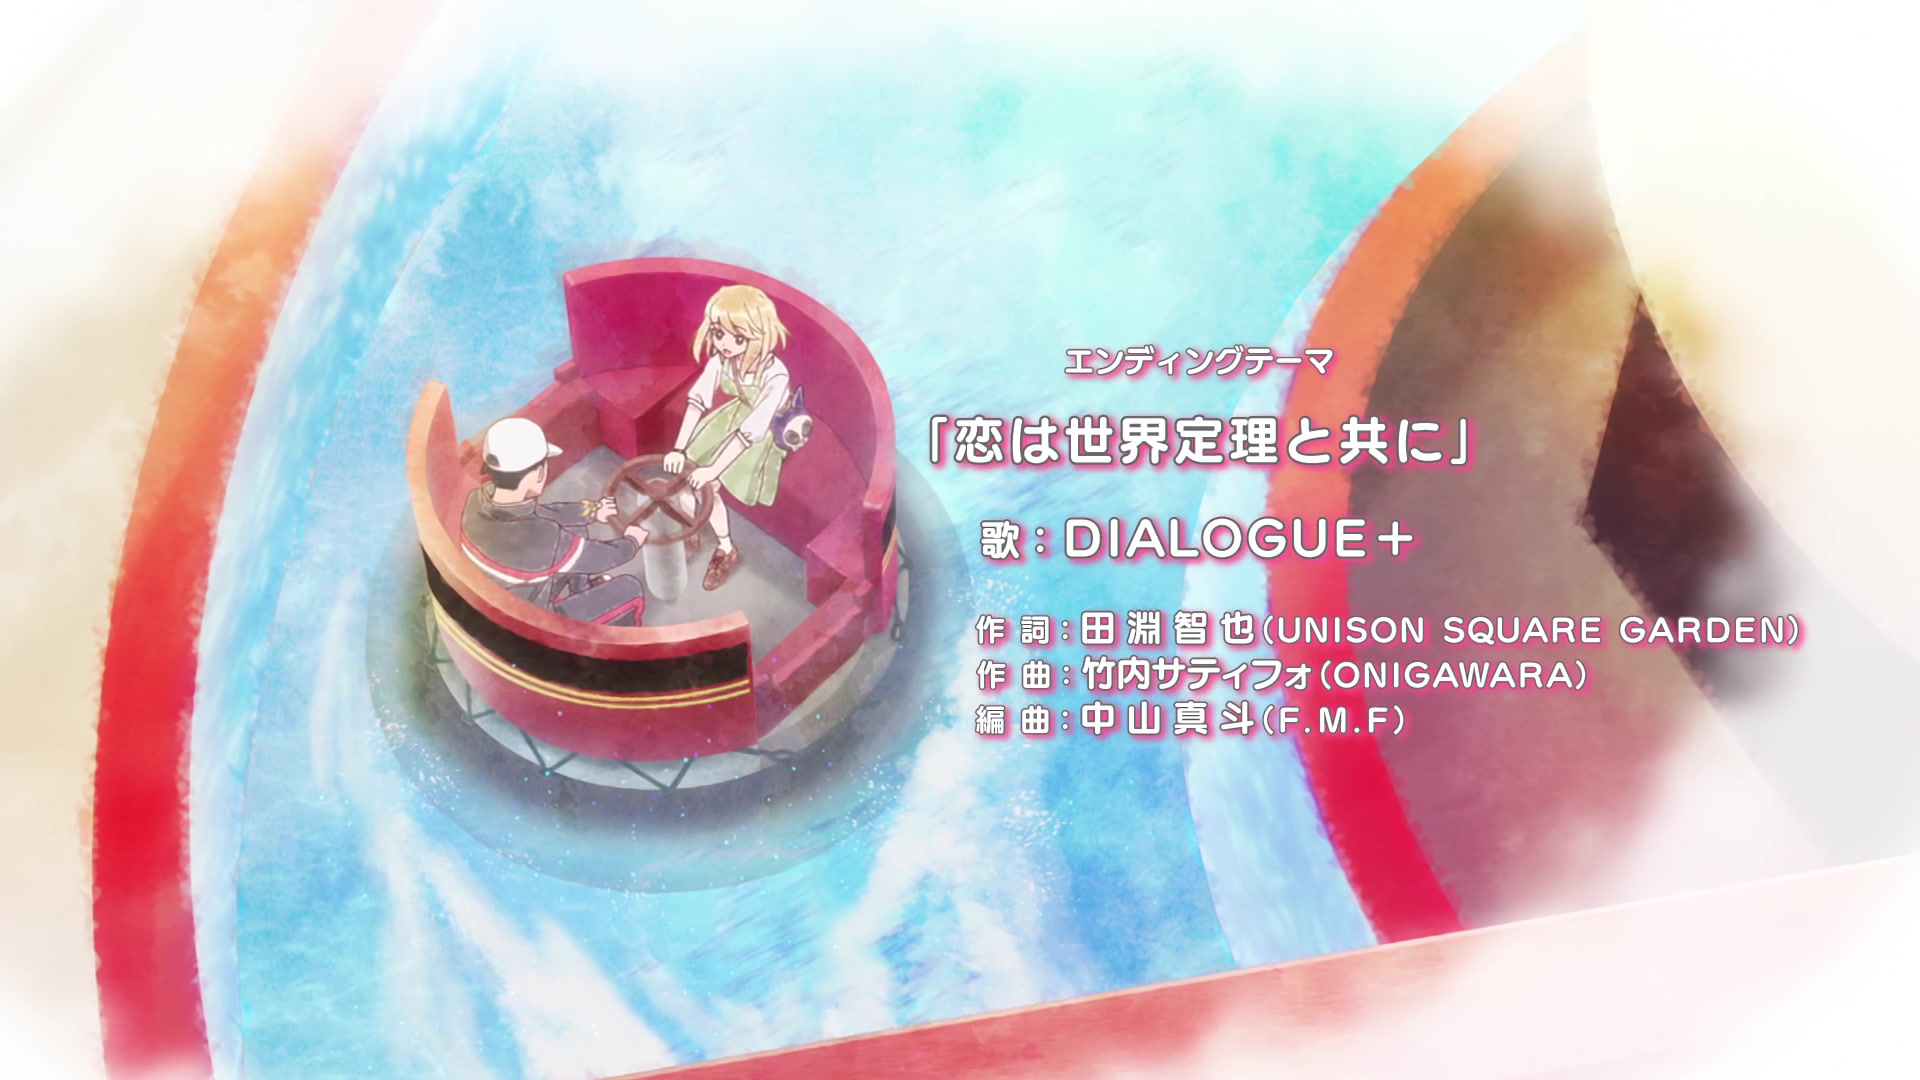 エンディングテーマ
「恋は世界定理と共に」
歌：DIALOGUE＋
作詞：田淵智也(UNISON SQUARE GARDEN)
作曲：竹内サティフォ(ONIGAWARA)
編曲：中山真斗(F.M.F)